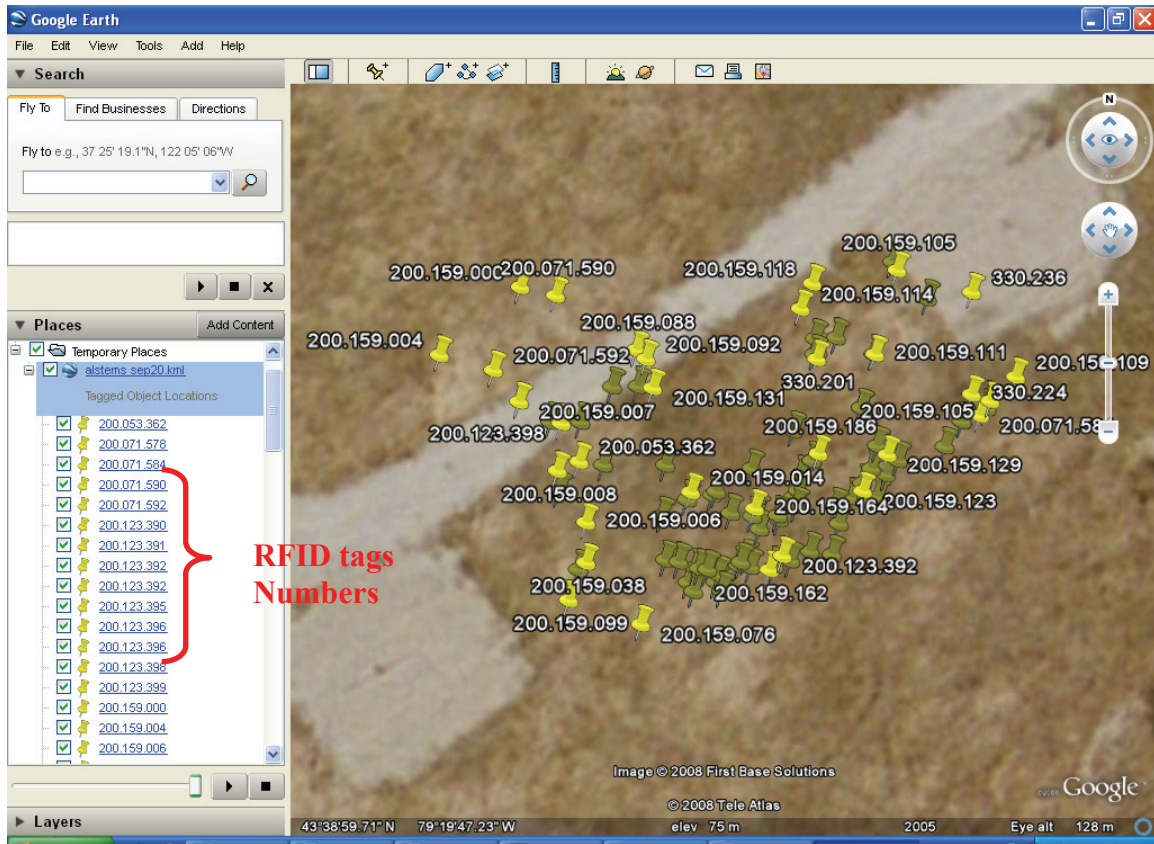 Google Earth
File Edit View Tools Add Help
Search
Fly To Find Businesses Directions
Fly to e.g., 37 25' 19.1"N, 122 05' 06"W
Places Add Content
Temporary Places
alstems sep20.kml
Tagged Object Locations
200.053.362
200.071.578
200.071.584
200.071.590
200.071.592
200.123.390
200.123.391
200.123.392
200.123.392
200.123.395
200.123.396
200.123.396
200.123.398
200.123.399
200.159.000
200.159.004
200.159.006
Layers
RFID tags
Numbers
N
200.159.105
200.159.000 200.071.590 200.159.118
330.236
200.159.114
200.159.088
200.159.004 200.071.592 200.159.092 200.159.111
109
330.201
200.159.131 330.224
200.159.007 200.159.105
200.123.398 200.159.186
200.053.362
200.159.129
200.159.014
200.159.008
200.159.164 200.159.123
200.159.006
200.123.392
200.159.038 200.159.162
200.159.099
200.159.076
Image © 2008 First Base Solutions
© 2008 Tele Atlas
Google
43°38'59.71" N 79°19'47.23" W elev 75 m 2005 Eye alt 128 m